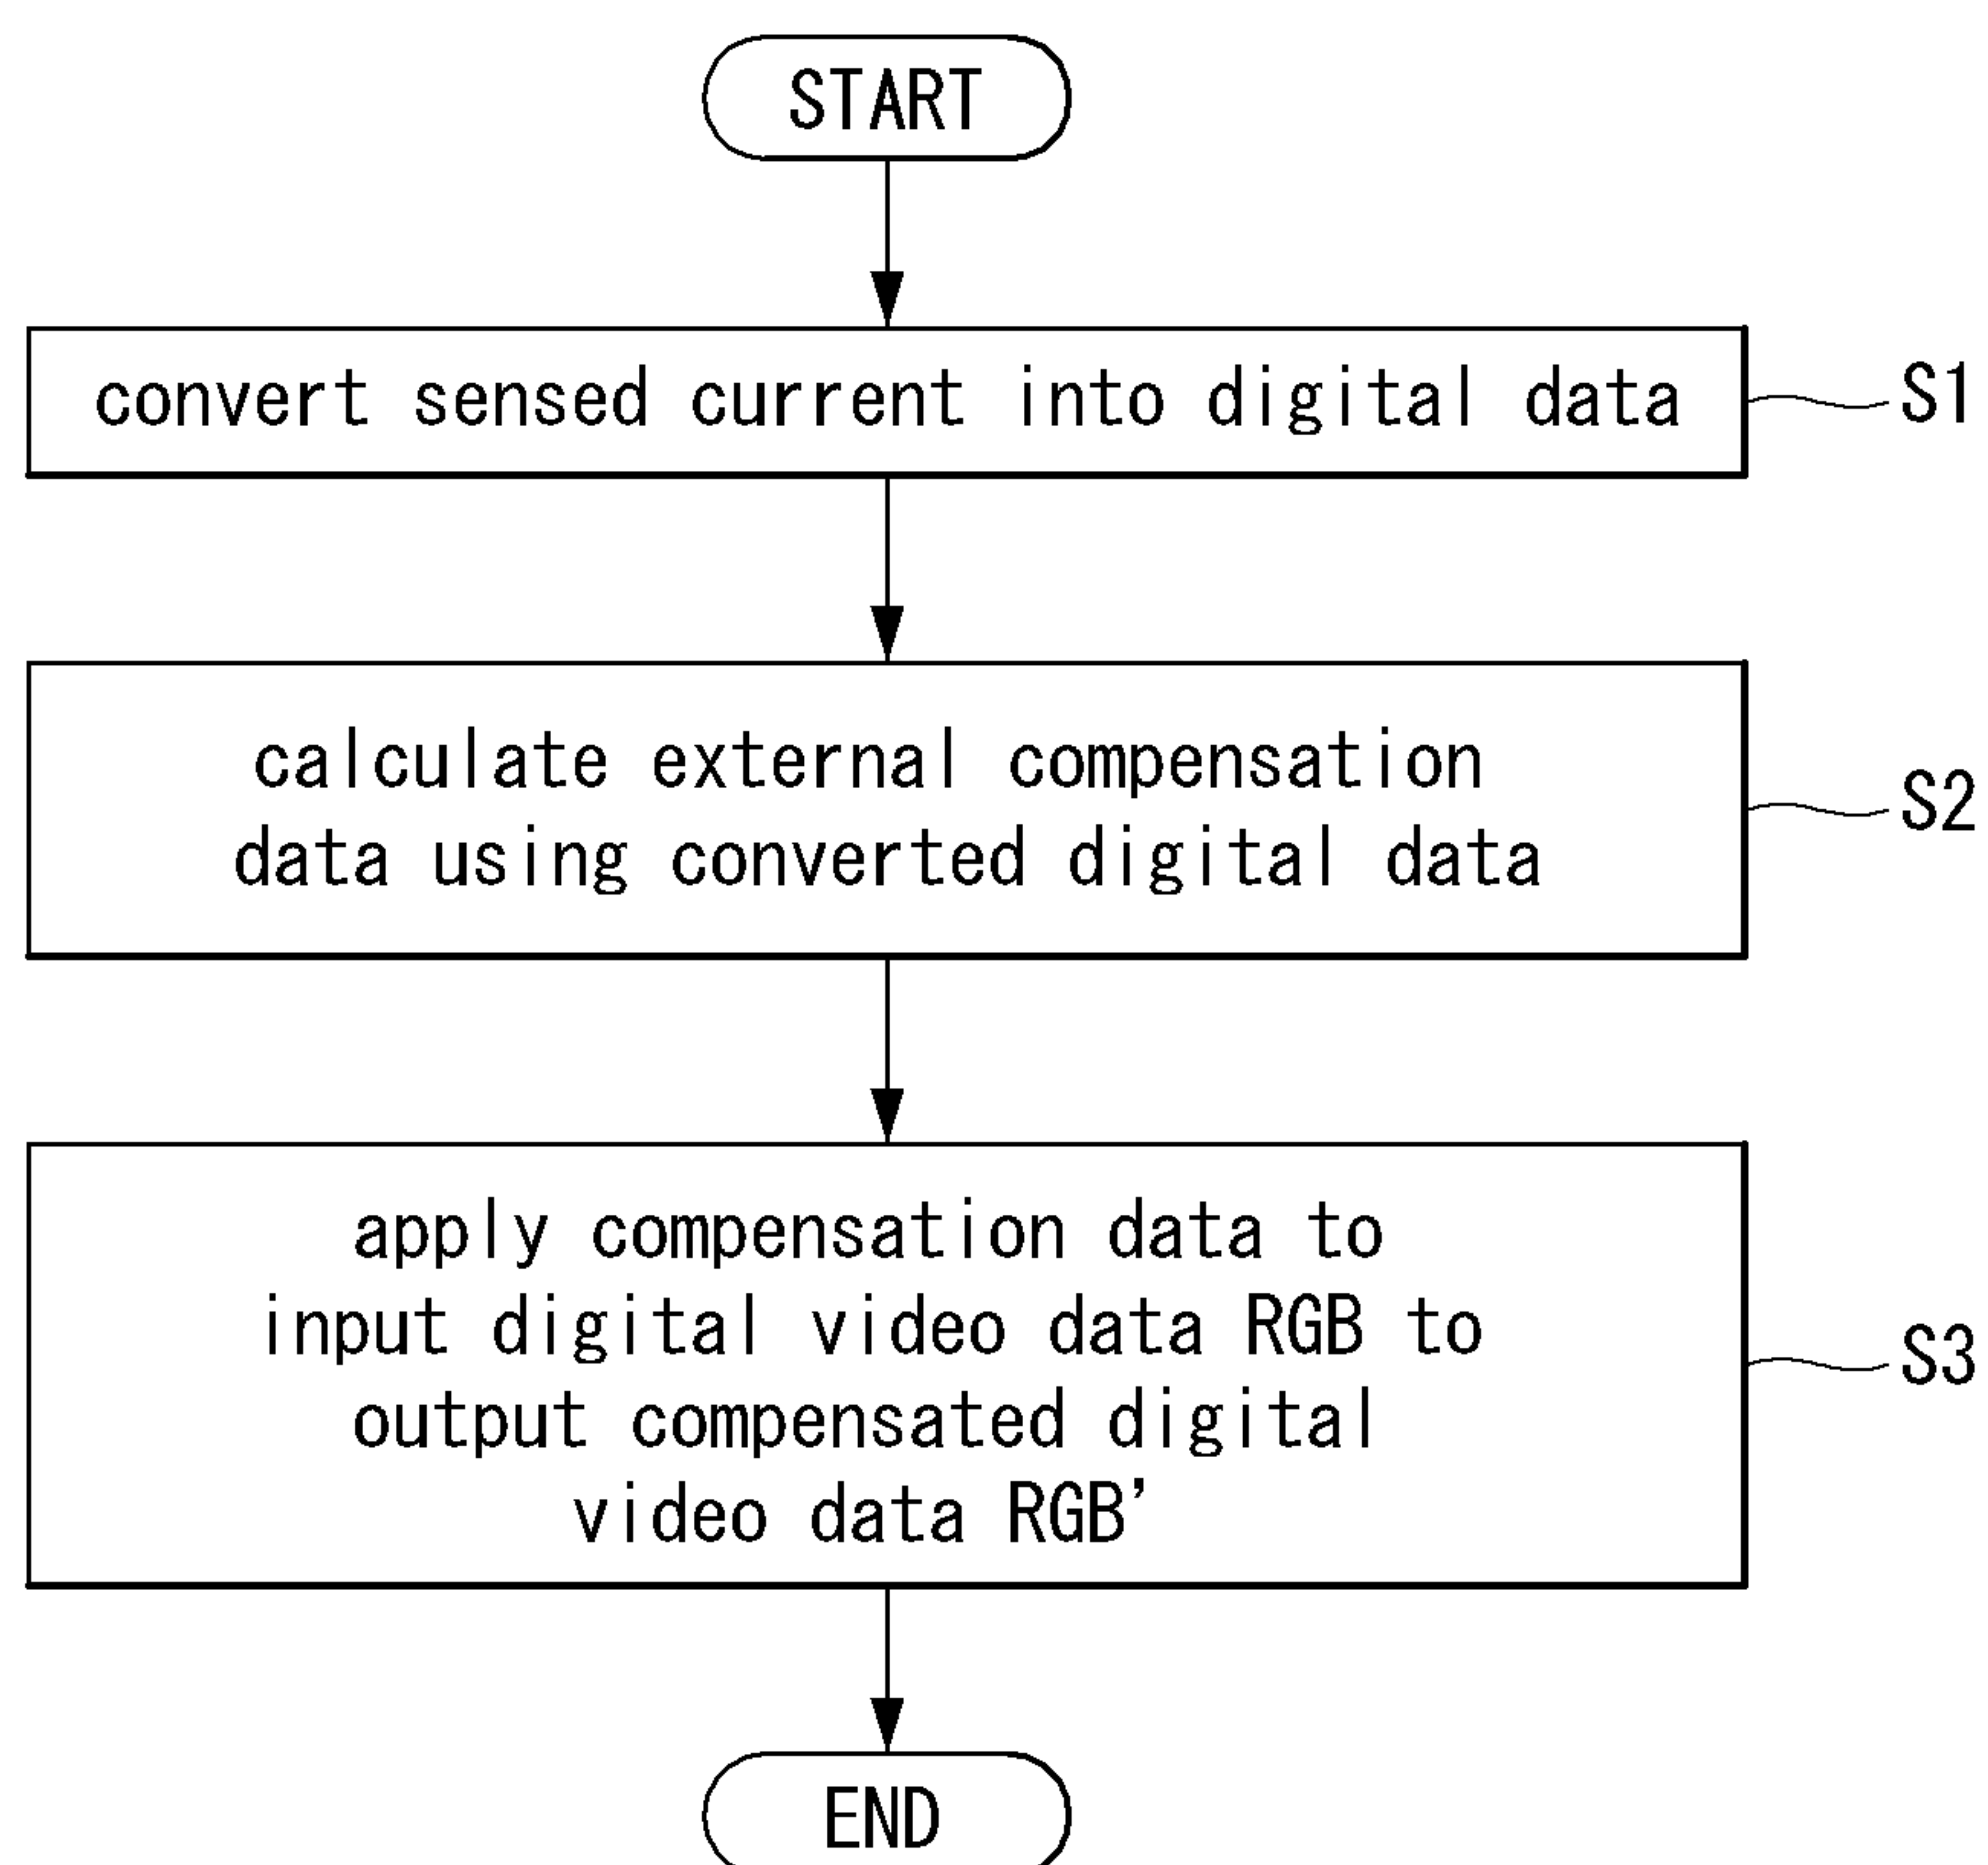 START
convert sensed current into digital data
S1
calculate external compensation
data using converted digital data
S2
apply compensation data to
input digital video data RGB to
output compensated digital
video data RGB'
S3
END